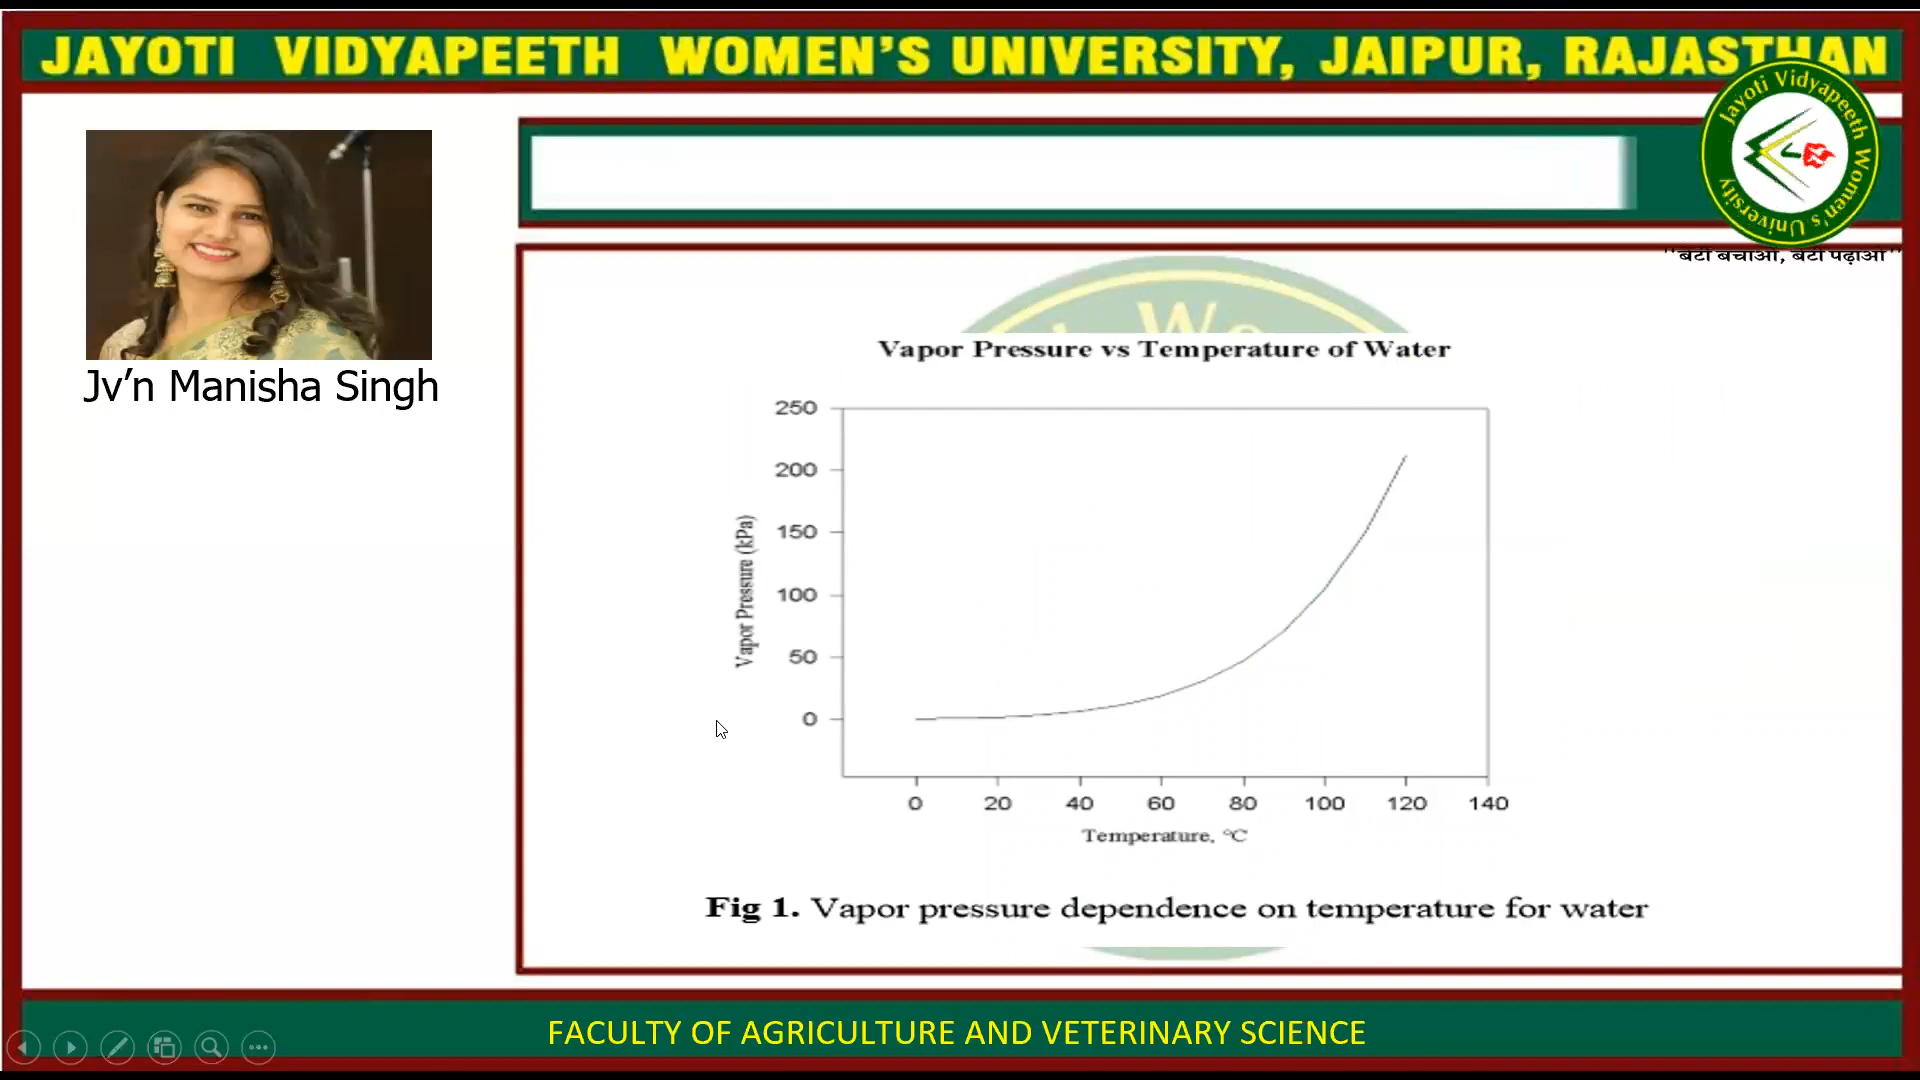 JAYOTI VIDYAPEETH WOMEN'S UNIVERSITY, JAIPUR, RAJASTHAN
Jayoti Vidyapeeth Women's University
"बेटी बचाओ, बेटी पढ़ाओ"
Jv'n Manisha Singh
Vapor Pressure vs Temperature of Water
250
200
150
100
50
0
Vapor Pressure (kPa)
0 20 40 60 80 100 120 140
Temperature, °C
Fig 1. Vapor pressure dependence on temperature for water
FACULTY OF AGRICULTURE AND VETERINARY SCIENCE